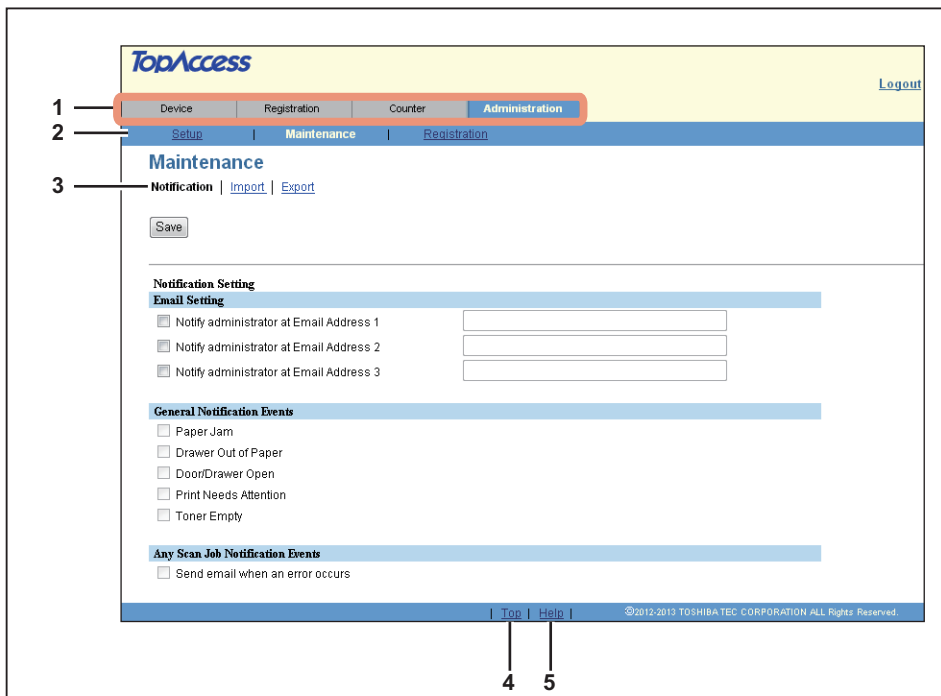 TopAccess
Logout
1 Device Registration Counter Administration
2 Setup | Maintenance | Registration
Maintenance
3 Notification | Import | Export
Save
Notification Setting
Email Setting
Notify administrator at Email Address 1
Notify administrator at Email Address 2
Notify administrator at Email Address 3
General Notification Events
Paper Jam
Drawer Out of Paper
Door/Drawer Open
Print Needs Attention
Toner Empty
Any Scan Job Notification Events
Send email when an error occurs
| Top | Help | ©2012-2013 TOSHIBA TEC CORPORATION ALL Rights Reserved.
4 5